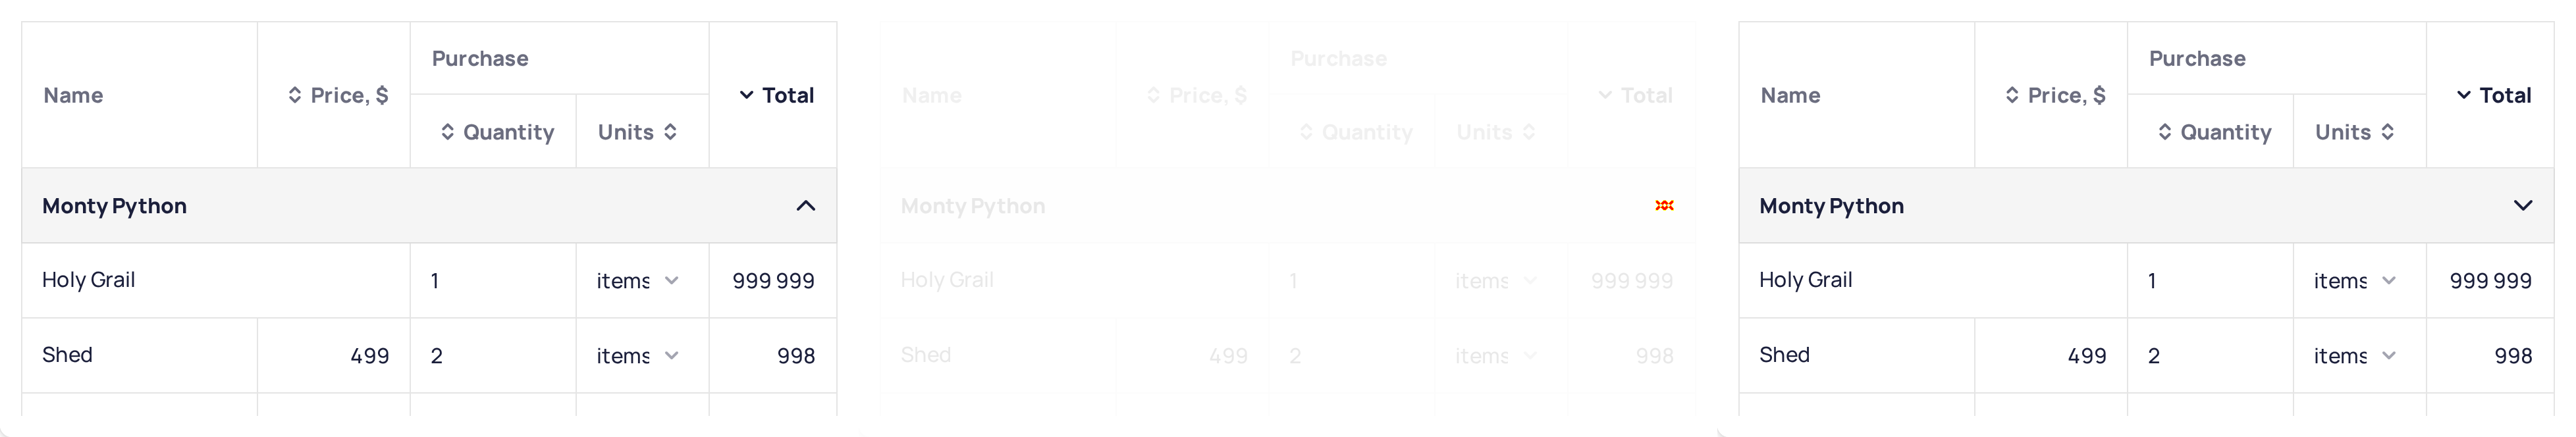 Name Price, $ Purchase Total
Quantity Units
Monty Python
Holy Grail 1 items 999 999
Shed 499 2 items 998
Name Price, $ Purchase Total
Quantity Units
Monty Python
Holy Grail 1 items 999 999
Shed 499 2 items 998
Name Price, $ Purchase Total
Quantity Units
Monty Python
Holy Grail 1 items 999 999
Shed 499 2 items 998